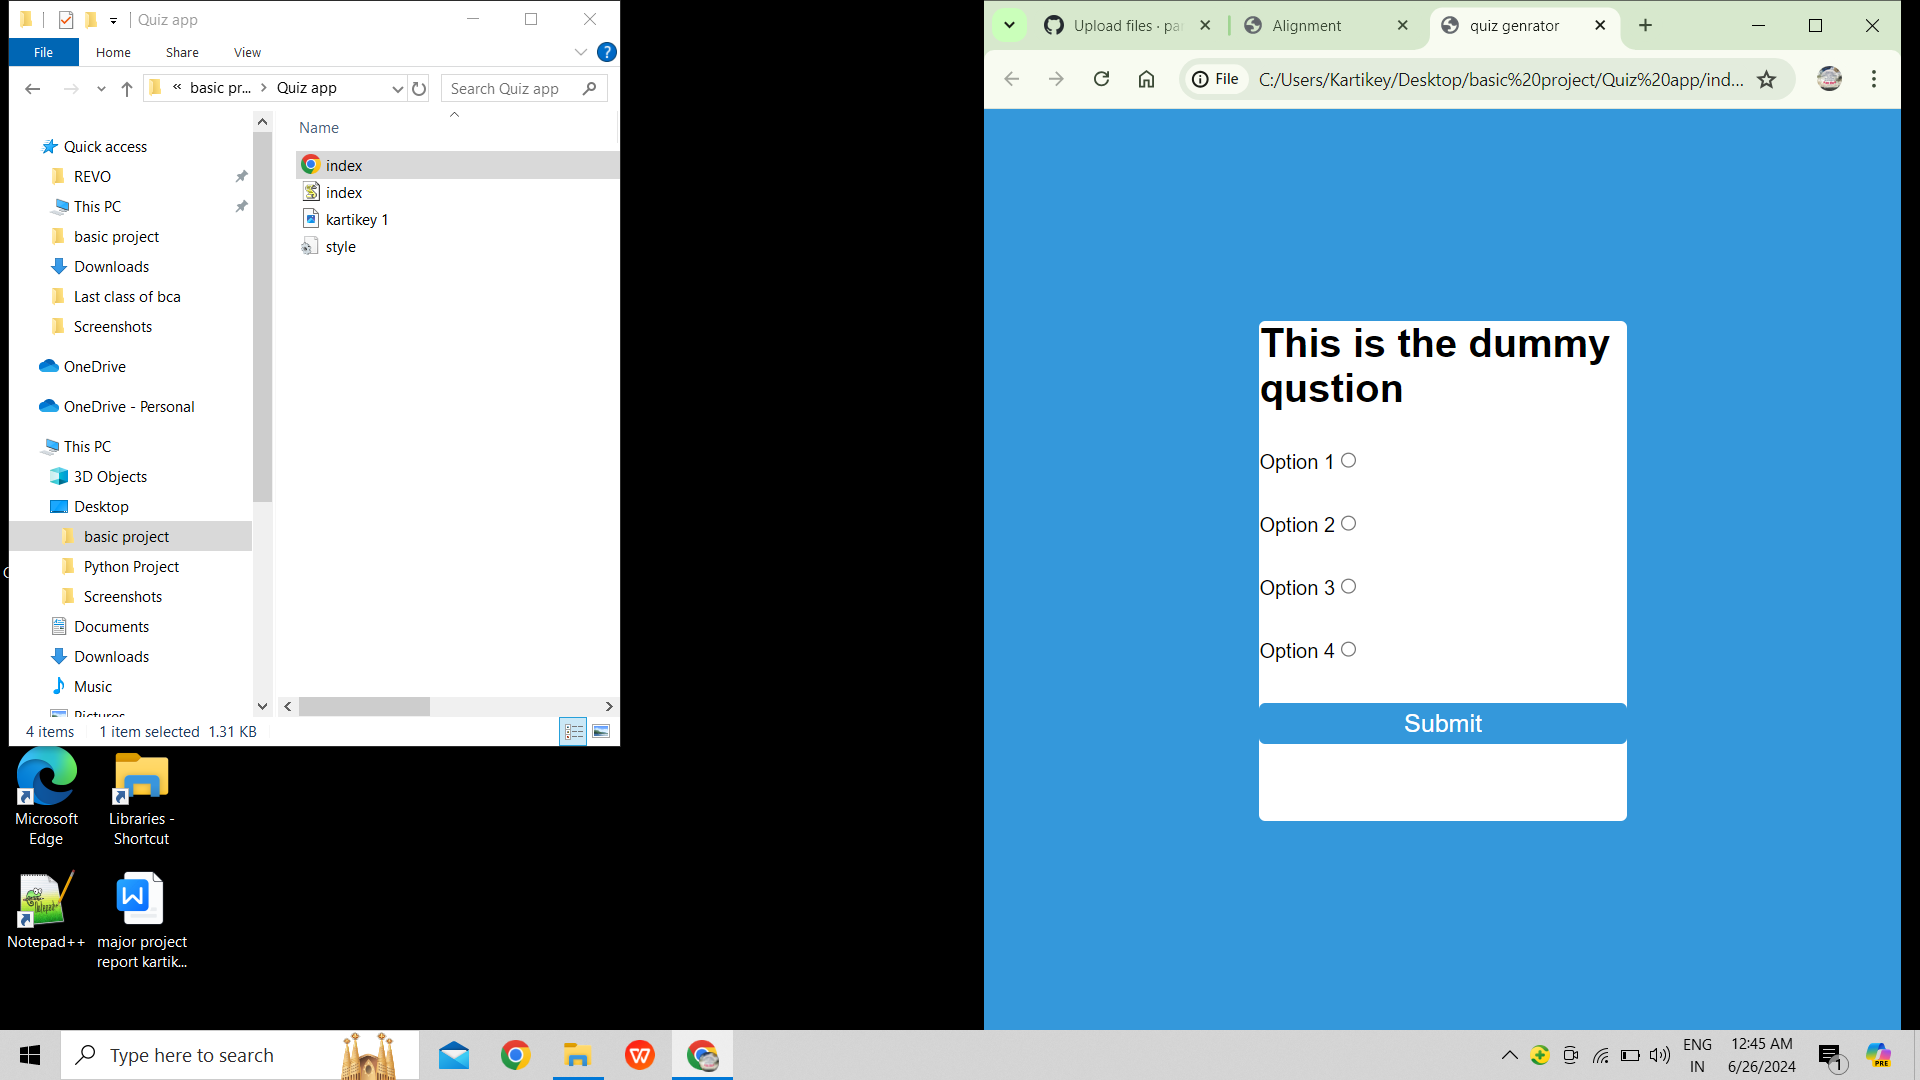 Quiz app
File
Home
Share
View
?
« basic pr... > Quiz app
Search Quiz app
Name
Quick access
REVO
This PC
basic project
Downloads
Last class of bca
Screenshots
OneDrive
OneDrive - Personal
This PC
3D Objects
Desktop
basic project
Python Project
Screenshots
Documents
Downloads
Music
Pictures
index
index
kartikey 1
style
4 items
1 item selected 1.31 KB
Microsoft
Edge
Libraries -
Shortcut
Notepad++
major project
report kartik...
Upload files · pa
Alignment
quiz genrator
File
C:/Users/Kartikey/Desktop/basic%20project/Quiz%20app/ind...
This is the dummy
qustion
Option 1
Option 2
Option 3
Option 4
Submit
Type here to search
ENG
IN
12:45 AM
6/26/2024
1
PRE